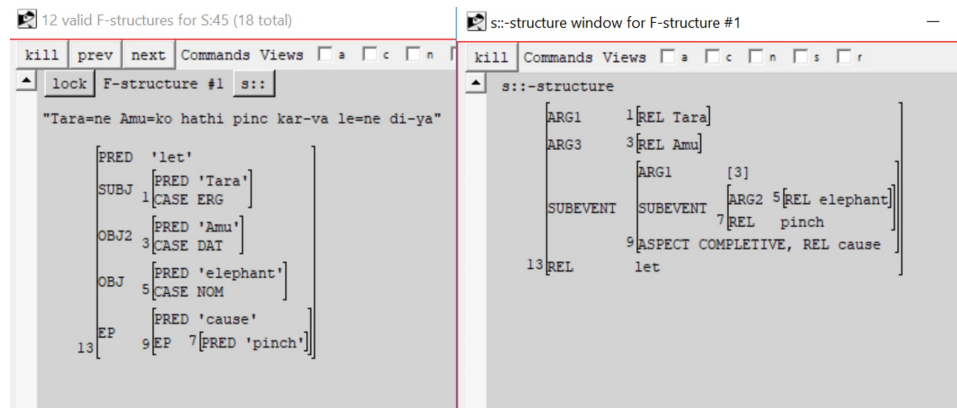 12 valid F-structures for S:45 (18 total)
kill prev next Commands Views a c n
lock F-structure #1 s::
"Tara=ne Amu=ko hathi pinc kar-va le=ne di-ya"
PRED 'let'
SUBJ 1 PRED 'Tara'
CASE ERG
OBJ2 3 PRED 'Amu'
CASE DAT
OBJ 5 PRED 'elephant'
CASE NOM
EP PRED 'cause'
13 9 EP 7 [PRED 'pinch']
s::-structure window for F-structure #1
kill Commands Views a c n s r
s::-structure
ARG1 1 [REL Tara]
ARG3 3 [REL Amu]
SUBEVENT ARG1 [3]
SUBEVENT ARG2 5 [REL elephant]
7 REL pinch
9 ASPECT COMPLETIVE, REL cause
13 REL let